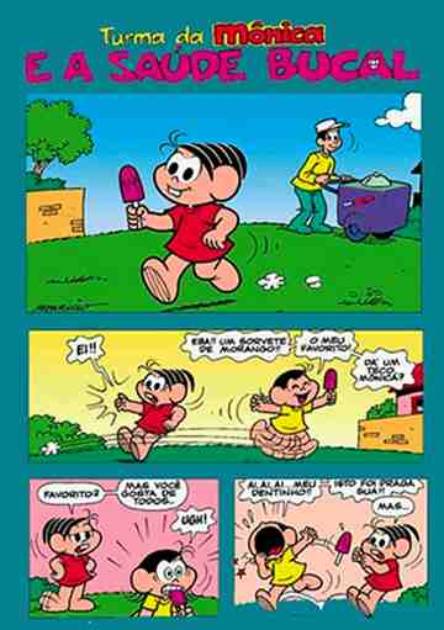 Turma da Mônica
E A SAÚDE BUCAL
EI!!
EBA!! UM SORVETE
DE MORANGO!!
O MEU
FAVORITO!
DÁ UM
TECO,
MÔNICA?
FAVORITO?
MAS VOCÊ
GOSTA DE
TODOS...
UGH!
AI, AI, AI... MEU
DENTINHO!!
ISTO FOI PRAGA
SUA!!
MAS...